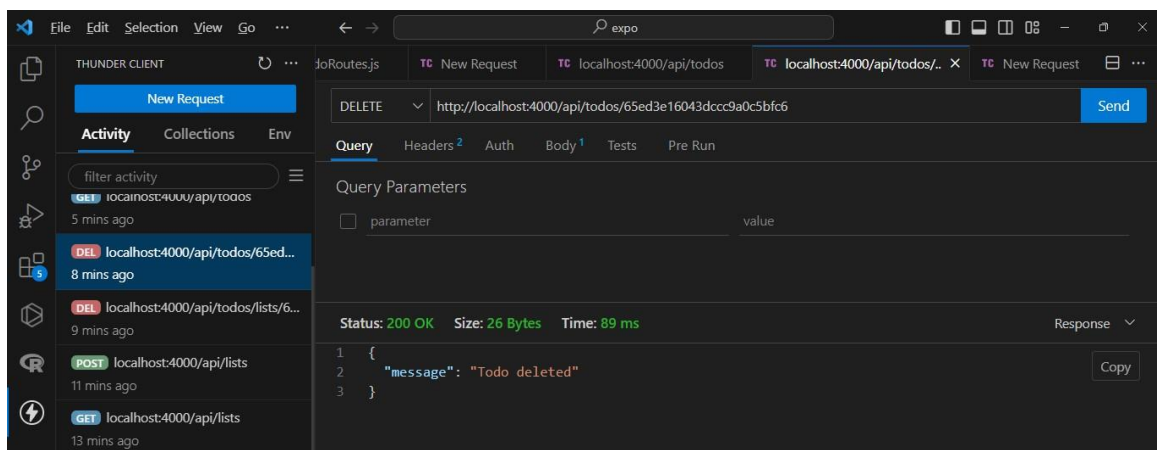 File Edit Selection View Go ··· ← → expo
THUNDER CLIENT ···
New Request
Activity Collections Env
filter activity
GET localhost:4000/api/todos
5 mins ago
DEL localhost:4000/api/todos/65ed...
8 mins ago
DEL localhost:4000/api/todos/lists/6...
9 mins ago
POST localhost:4000/api/lists
11 mins ago
GET localhost:4000/api/lists
13 mins ago
5
doRoutes.js TC New Request TC localhost:4000/api/todos TC localhost:4000/api/todos/.. × TC New Request ···
DELETE http://localhost:4000/api/todos/65ed3e16043dccc9a0c5bfc6 Send
Query Headers 2 Auth Body 1 Tests Pre Run
Query Parameters
parameter value
Status: 200 OK Size: 26 Bytes Time: 89 ms Response
1 {
2 "message": "Todo deleted"
3 }
Copy